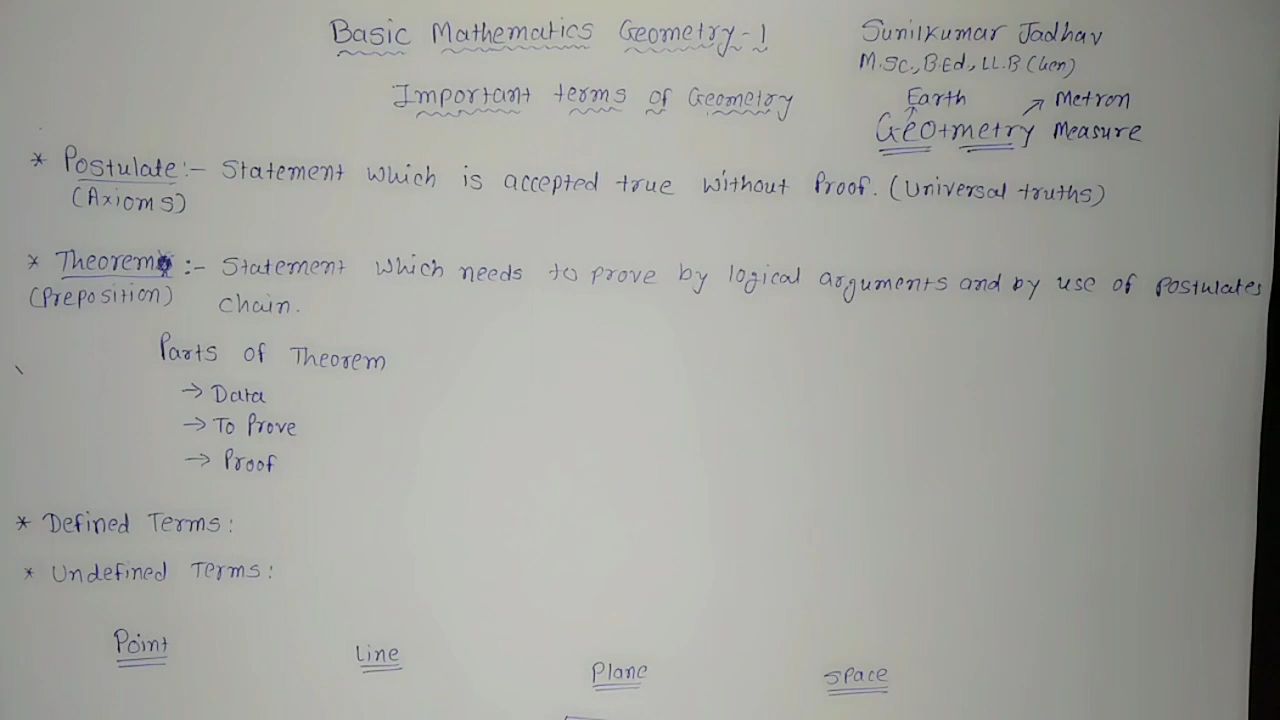 Basic Mathematics Geometry-1
Sunilkumar Jadhav
M.Sc., B.Ed., LL.B
Important terms of Geometry
Earth Metron
Geo+metry Measure
* Postulate:- Statement which is accepted true without Proof. (Universal truths)
(Axioms)
* Theorem :- Statement which needs to prove by logical arguments and by use of Postulates
(Preposition) chain.
Parts of Theorem
→ Data
→ To Prove
→ Proof
* Defined Terms:
* Undefined Terms:
Point Line Plane Space